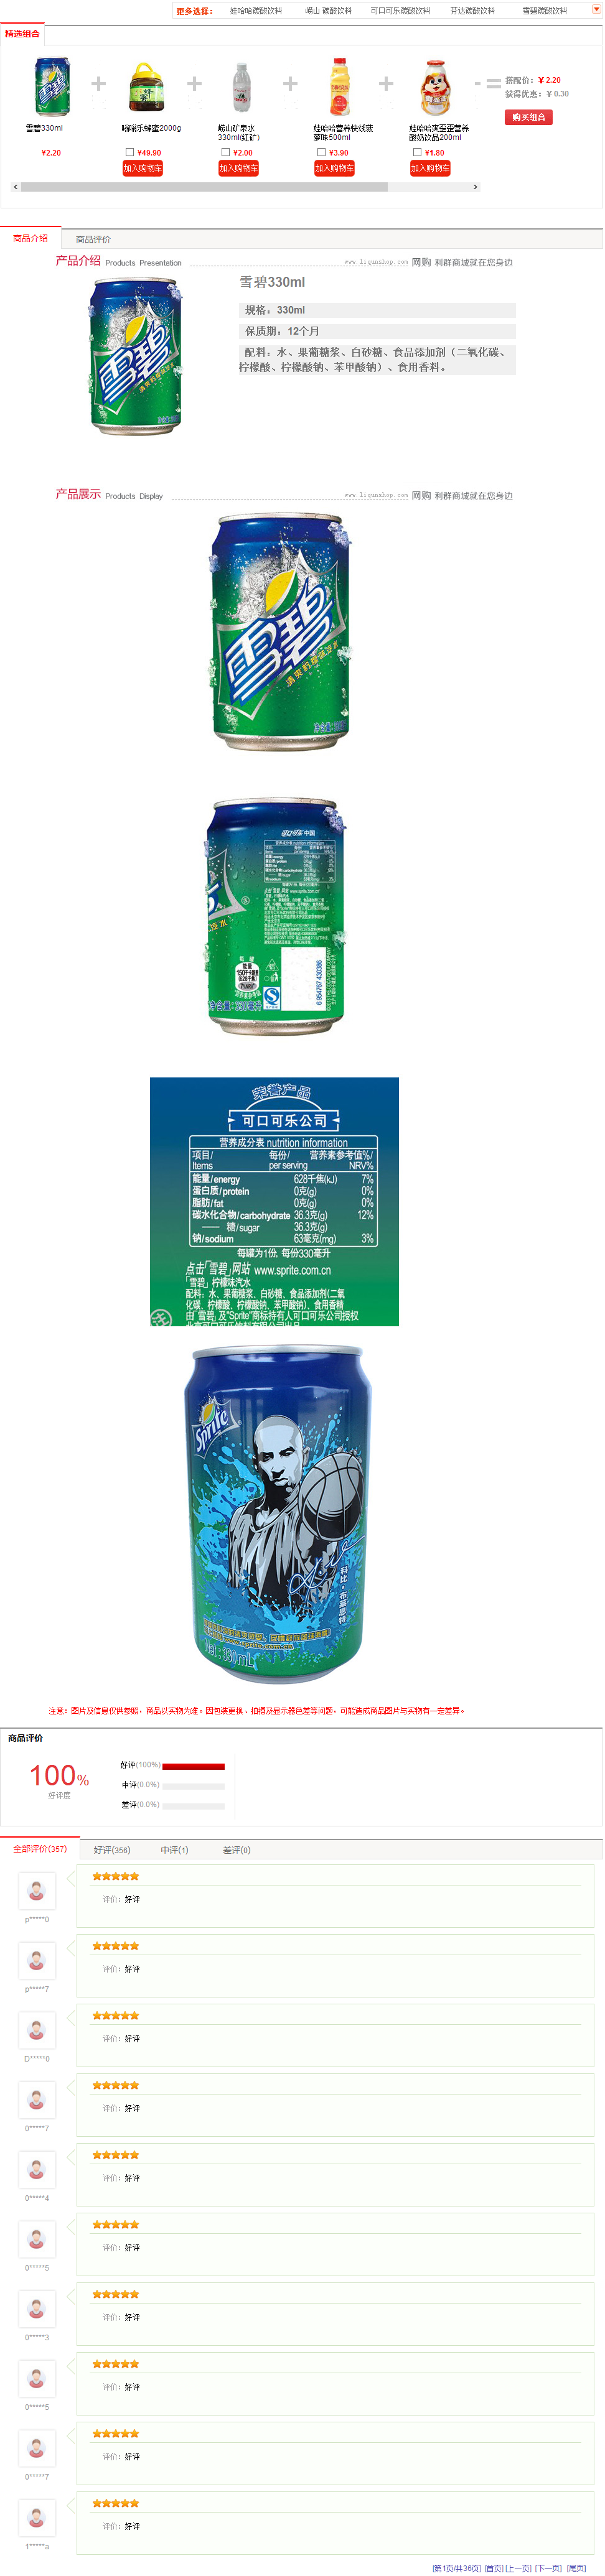 更多选择： 娃哈哈碳酸饮料 崂山 碳酸饮料 可口可乐碳酸饮料 芬达碳酸饮料 雪碧碳酸饮料
精选组合
雪碧330ml
¥2.20
嗡嗡乐蜂蜜2000g
¥49.90
加入购物车
崂山矿泉水
330ml(红矿)
¥2.00
加入购物车
娃哈哈营养快线菠
萝味500ml
¥3.90
加入购物车
娃哈哈爽歪歪营养
酸奶饮品200ml
¥1.80
加入购物车
搭配价：￥2.20
获得优惠：￥0.30
购买组合
商品介绍 商品评价
产品介绍 Products Presentation www.liqunshop.com 网购 利群商城就在您身边
雪碧330ml
规格：330ml
保质期：12个月
配料：水、果葡糖浆、白砂糖、食品添加剂（二氧化碳、
柠檬酸、柠檬酸钠、苯甲酸钠）、食用香料。
雪碧
产品展示 Products Display www.liqunshop.com 网购 利群商城就在您身边
雪碧
清爽柠檬味汽水
6 954767 430386
荣誉产品
可口可乐公司
营养成分表 nutrition information
项目/ 每份/ 营养素参考值%/
Items per serving NRV%
能量/energy 628千焦(kJ) 7%
蛋白质/protein 0克(g) 0%
脂肪/fat 0克(g) 0%
碳水化合物/carbohydrate 36.3克(g) 12%
—— 糖/sugar 36.3克(g)
钠/sodium 63毫克(mg) 3%
每罐为1份, 每份330毫升
点击「雪碧」网站 www.sprite.com.cn
「雪碧」柠檬味汽水
配料：水、果葡糖浆、白砂糖、食品添加剂(二氧
化碳、柠檬酸、柠檬酸钠、苯甲酸钠)、食用香精
由"雪碧"及"Sprite"商标持有人可口可乐公司授权
Sprite
科比·布莱恩特
www.sprite.com.cn
330mL
注意：图片及信息仅供参照，商品以实物为准。因包装更换、拍摄及显示器色差等问题，可能造成商品图片与实物有一定差异。
商品评价
100%
好评度
好评(100%)
中评(0.0%)
差评(0.0%)
全部评价(357) 好评(356) 中评(1) 差评(0)
评价：好评
p*****0
评价：好评
p*****7
评价：好评
D*****0
评价：好评
0*****7
评价：好评
0*****4
评价：好评
0*****5
评价：好评
0*****3
评价：好评
0*****5
评价：好评
0*****7
评价：好评
1*****a
[第1页/共36页] [首页] [上一页] [下一页] [尾页]